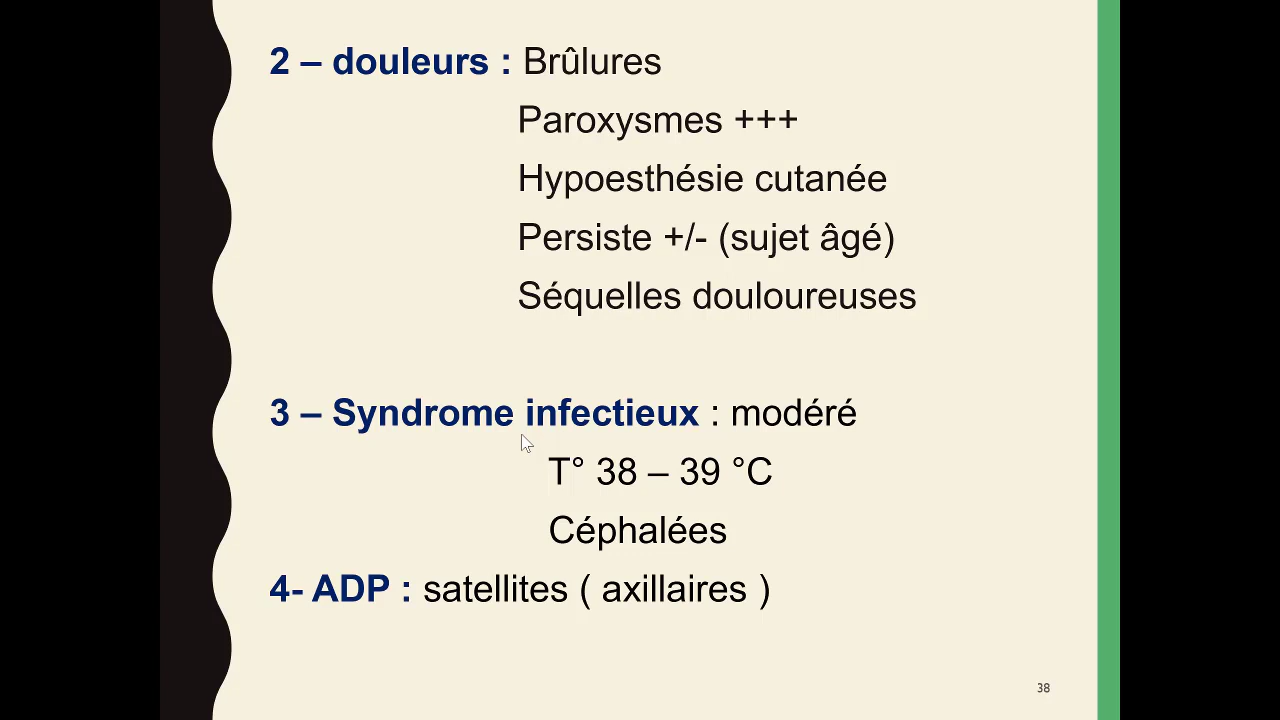 2 – douleurs : Brûlures
Paroxysmes +++
Hypoesthésie cutanée
Persiste +/- (sujet âgé)
Séquelles douloureuses
3 – Syndrome infectieux : modéré
T° 38 – 39 °C
Céphalées
4- ADP : satellites ( axillaires )
38